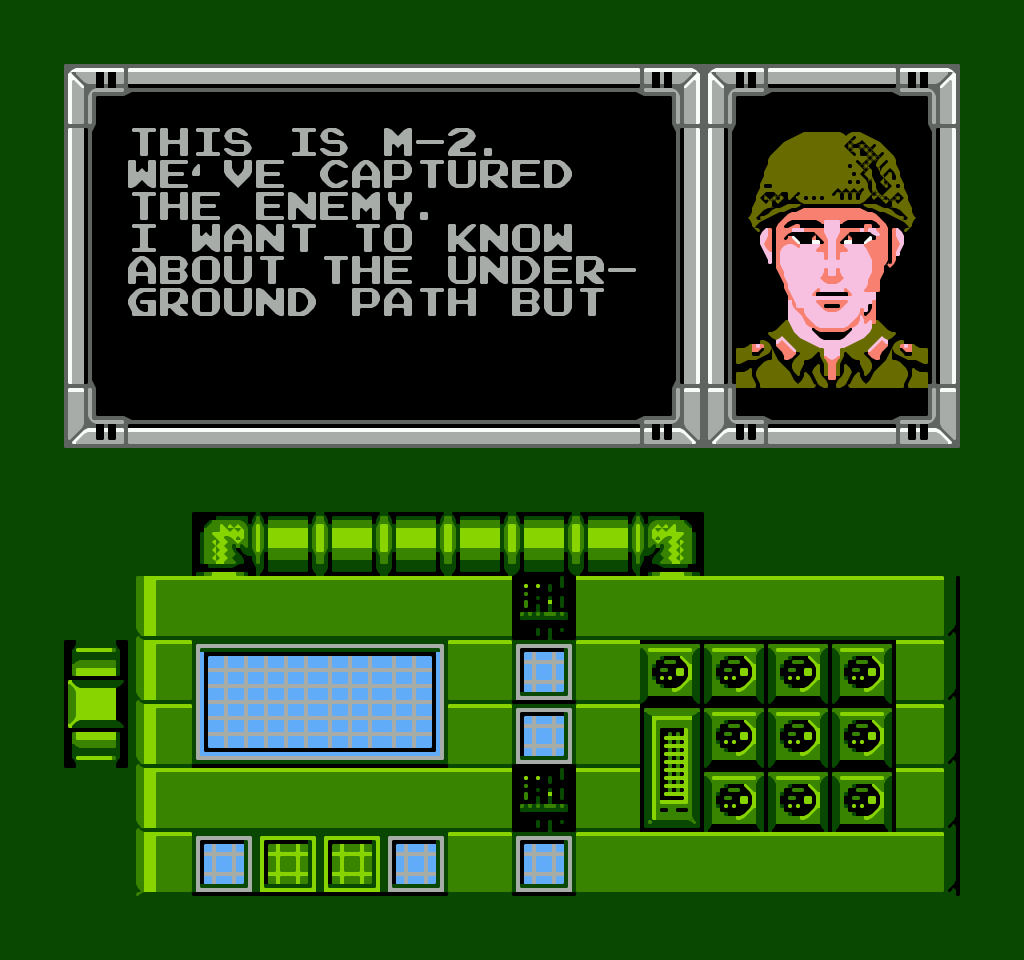 THIS IS M-2.
WE'VE CAPTURED
THE ENEMY.
I WANT TO KNOW
ABOUT THE UNDER-
GROUND PATH BUT